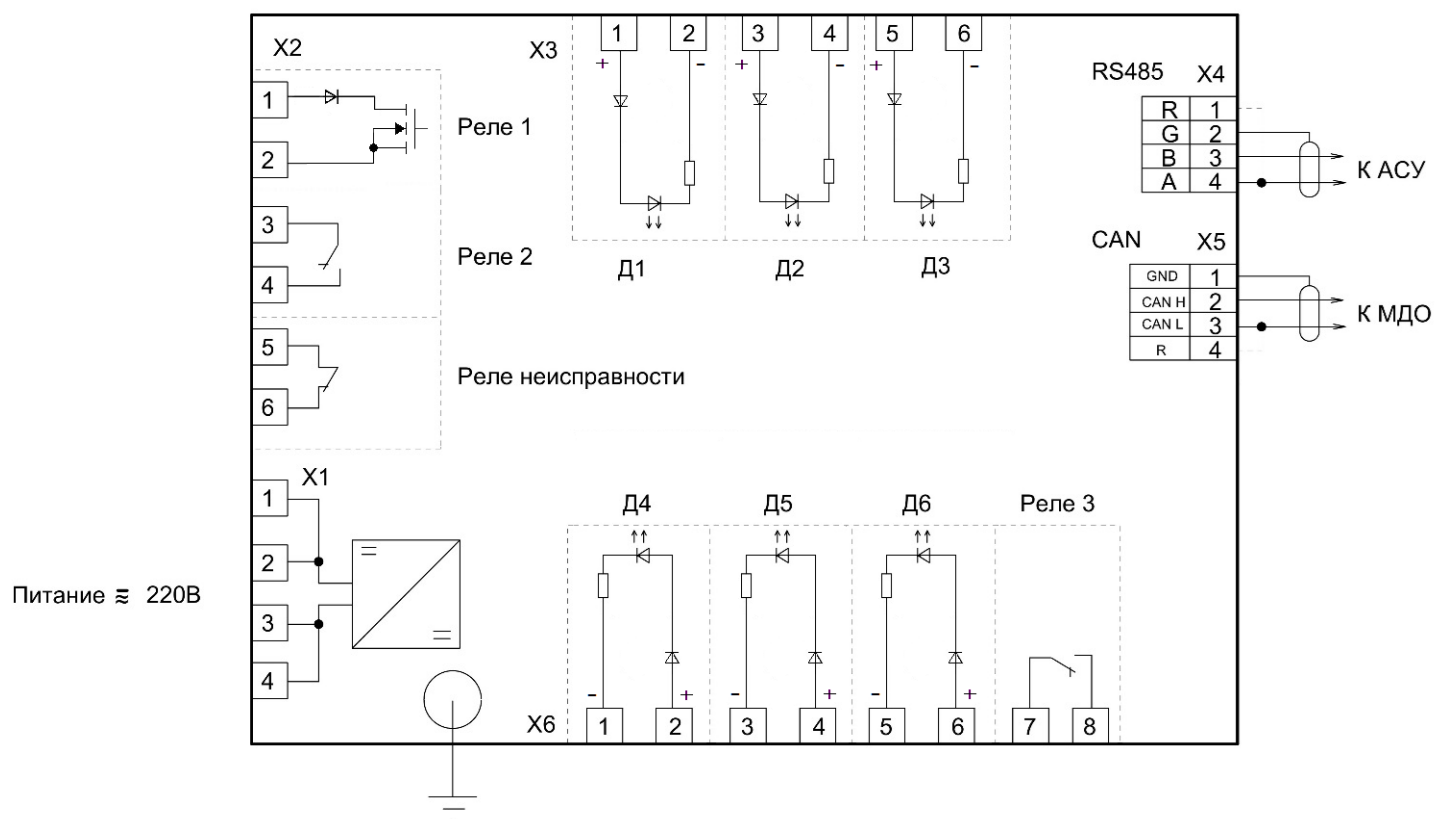 X2
1
2
Реле 1
3
4
Реле 2
5
6
Реле неисправности
X1
1
2
3
4
Питание ≂ 220В
X3
1 2 3 4 5 6
+ - + - + -
Д1 Д2 Д3
RS485 X4
R 1
G 2
B 3
A 4
К АСУ
CAN X5
GND 1
CAN H 2
CAN L 3
R 4
К МДО
Д4 Д5 Д6 Реле 3
- + - + - +
X6 1 2 3 4 5 6 7 8